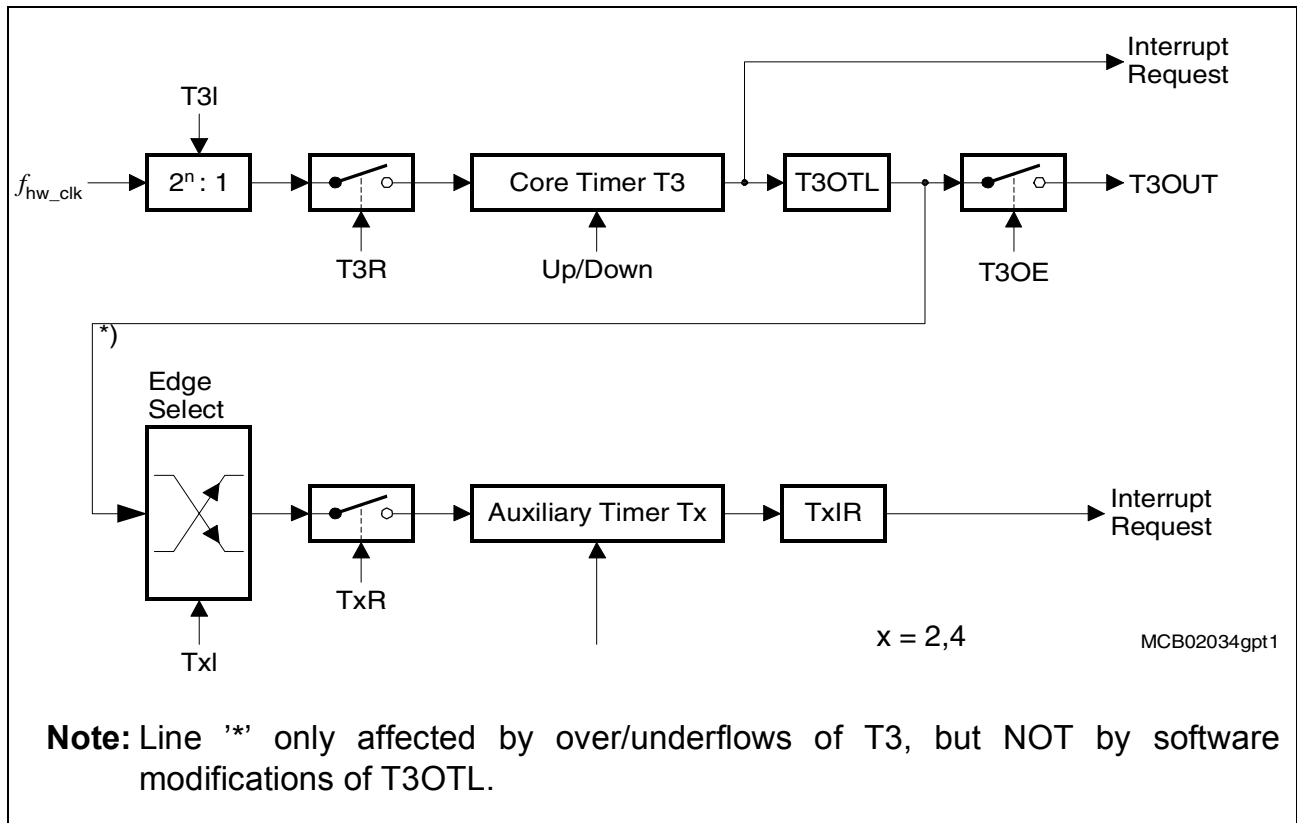 Interrupt
Request
T3I
fhw_clk
2ⁿ : 1
Core Timer T3
T3OTL
T3OUT
T3R
Up/Down
T3OE
*)
Edge
Select
Auxiliary Timer Tx
TxIR
Interrupt
Request
TxR
x = 2,4
MCB02034gpt1
TxI
Note: Line '*' only affected by over/underflows of T3, but NOT by software
modifications of T3OTL.